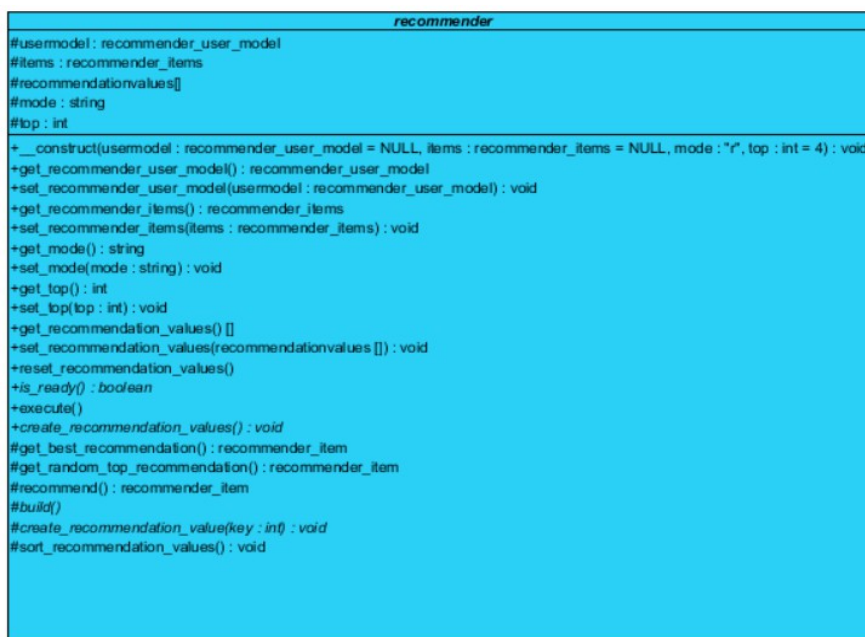 recommender
#usermodel : recommender_user_model
#items : recommender_items
#recommendationvalues[]
#mode : string
#top : int
+__construct(usermodel : recommender_user_model = NULL, items : recommender_items = NULL, mode : "r", top : int = 4) : void
+get_recommender_user_model() : recommender_user_model
+set_recommender_user_model(usermodel : recommender_user_model) : void
+get_recommender_items() : recommender_items
+set_recommender_items(items : recommender_items) : void
+get_mode() : string
+set_mode(mode : string) : void
+get_top() : int
+set_top(top : int) : void
+get_recommendation_values() []
+set_recommendation_values(recommendationvalues []) : void
+reset_recommendation_values()
+is_ready() : boolean
+execute()
+create_recommendation_values() : void
#get_best_recommendation() : recommender_item
#get_random_top_recommendation() : recommender_item
#recommend() : recommender_item
#build()
#create_recommendation_value(key : int) : void
#sort_recommendation_values() : void